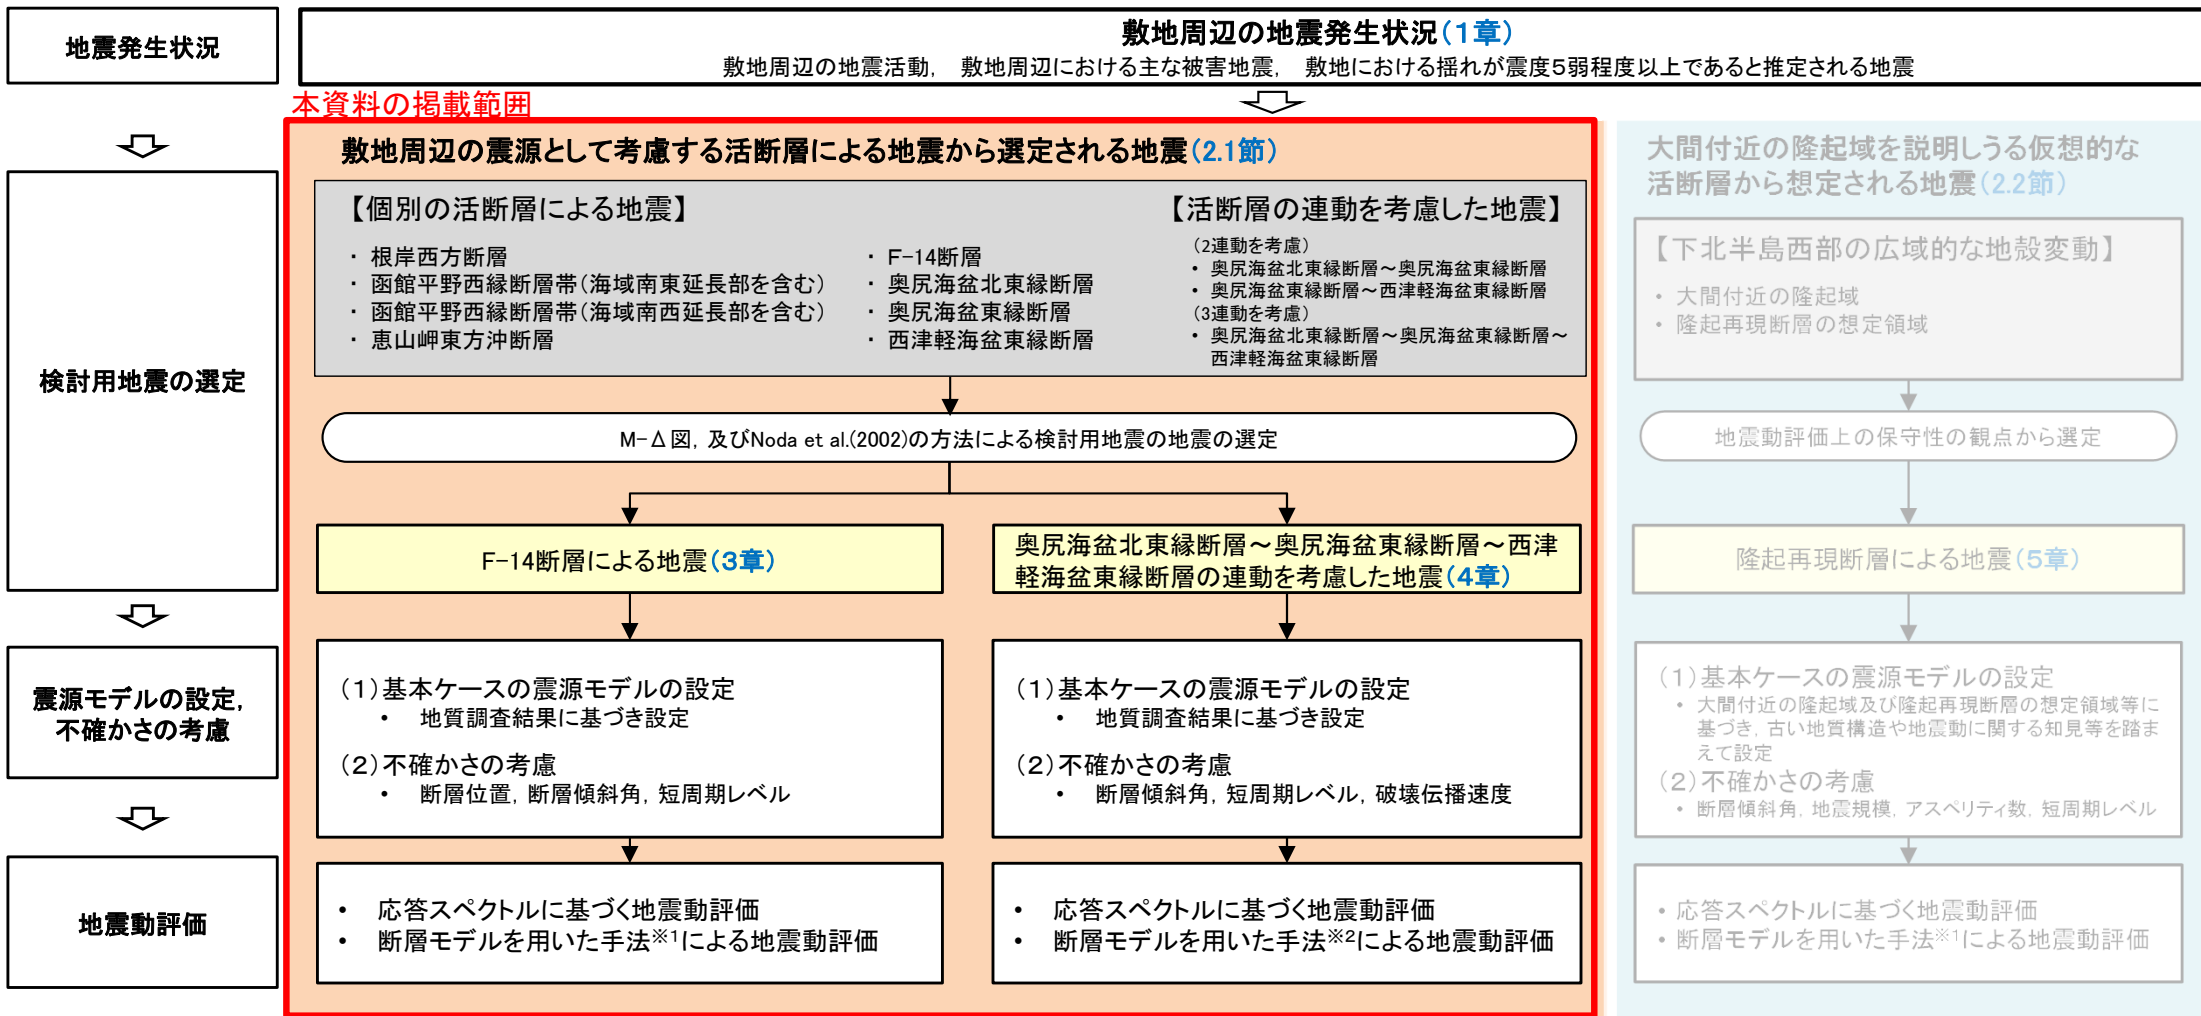 地震発生状況
敷地周辺の地震発生状況(1章)
敷地周辺の地震活動, 敷地周辺における主な被害地震, 敷地における揺れが震度5弱程度以上であると推定される地震
本資料の掲載範囲
検討用地震の選定
敷地周辺の震源として考慮する活断層による地震から選定される地震(2.1節)
【個別の活断層による地震】
・ 根岸西方断層
・ 函館平野西縁断層帯(海域南東延長部を含む)
・ 函館平野西縁断層帯(海域南西延長部を含む)
・ 恵山岬東方沖断層
・ F-14断層
・ 奥尻海盆北東縁断層
・ 奥尻海盆東縁断層
・ 西津軽海盆東縁断層
【活断層の連動を考慮した地震】
(2連動を考慮)
• 奥尻海盆北東縁断層~奥尻海盆東縁断層
• 奥尻海盆東縁断層~西津軽海盆東縁断層
(3連動を考慮)
• 奥尻海盆北東縁断層~奥尻海盆東縁断層~
西津軽海盆東縁断層
M-Δ図, 及びNoda et al.(2002)の方法による検討用地震の地震の選定
F-14断層による地震(3章)
奥尻海盆北東縁断層~奥尻海盆東縁断層~西津
軽海盆東縁断層の連動を考慮した地震(4章)
大間付近の隆起域を説明しうる仮想的な
活断層から想定される地震(2.2節)
【下北半島西部の広域的な地殻変動】
• 大間付近の隆起域
• 隆起再現断層の想定領域
地震動評価上の保守性の観点から選定
隆起再現断層による地震(5章)
震源モデルの設定,
不確かさの考慮
(1)基本ケースの震源モデルの設定
• 地質調査結果に基づき設定
(2)不確かさの考慮
• 断層位置, 断層傾斜角, 短周期レベル
(1)基本ケースの震源モデルの設定
• 地質調査結果に基づき設定
(2)不確かさの考慮
• 断層傾斜角, 短周期レベル, 破壊伝播速度
(1)基本ケースの震源モデルの設定
• 大間付近の隆起域及び隆起再現断層の想定領域等に
基づき, 古い地質構造や地震動に関する知見等を踏ま
えて設定
(2)不確かさの考慮
• 断層傾斜角, 地震規模, アスペリティ数, 短周期レベル
地震動評価
• 応答スペクトルに基づく地震動評価
• 断層モデルを用いた手法※1による地震動評価
• 応答スペクトルに基づく地震動評価
• 断層モデルを用いた手法※2による地震動評価
• 応答スペクトルに基づく地震動評価
• 断層モデルを用いた手法※1による地震動評価